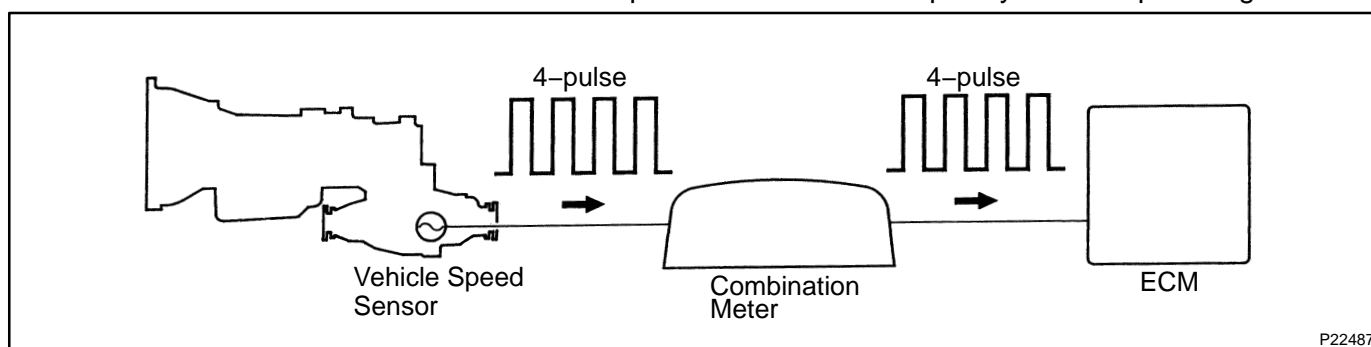 4−pulse
4−pulse
Vehicle Speed
Sensor
Combination
Meter
ECM
P22487